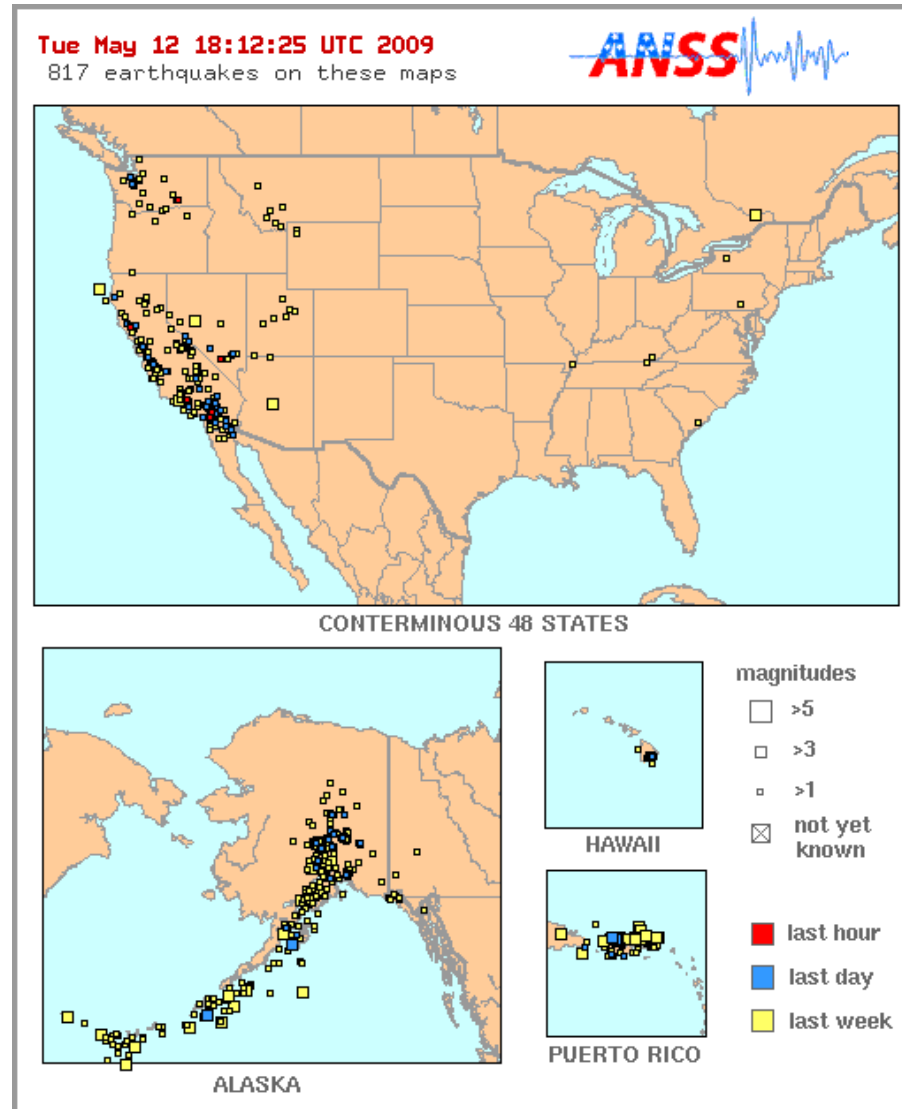 Tue May 12 18:12:25 UTC 2009
817 earthquakes on these maps
ANSS
CONTERMINOUS 48 STATES
magnitudes
>5
>3
>1
not yet
known
HAWAII
last hour
last day
last week
PUERTO RICO
ALASKA